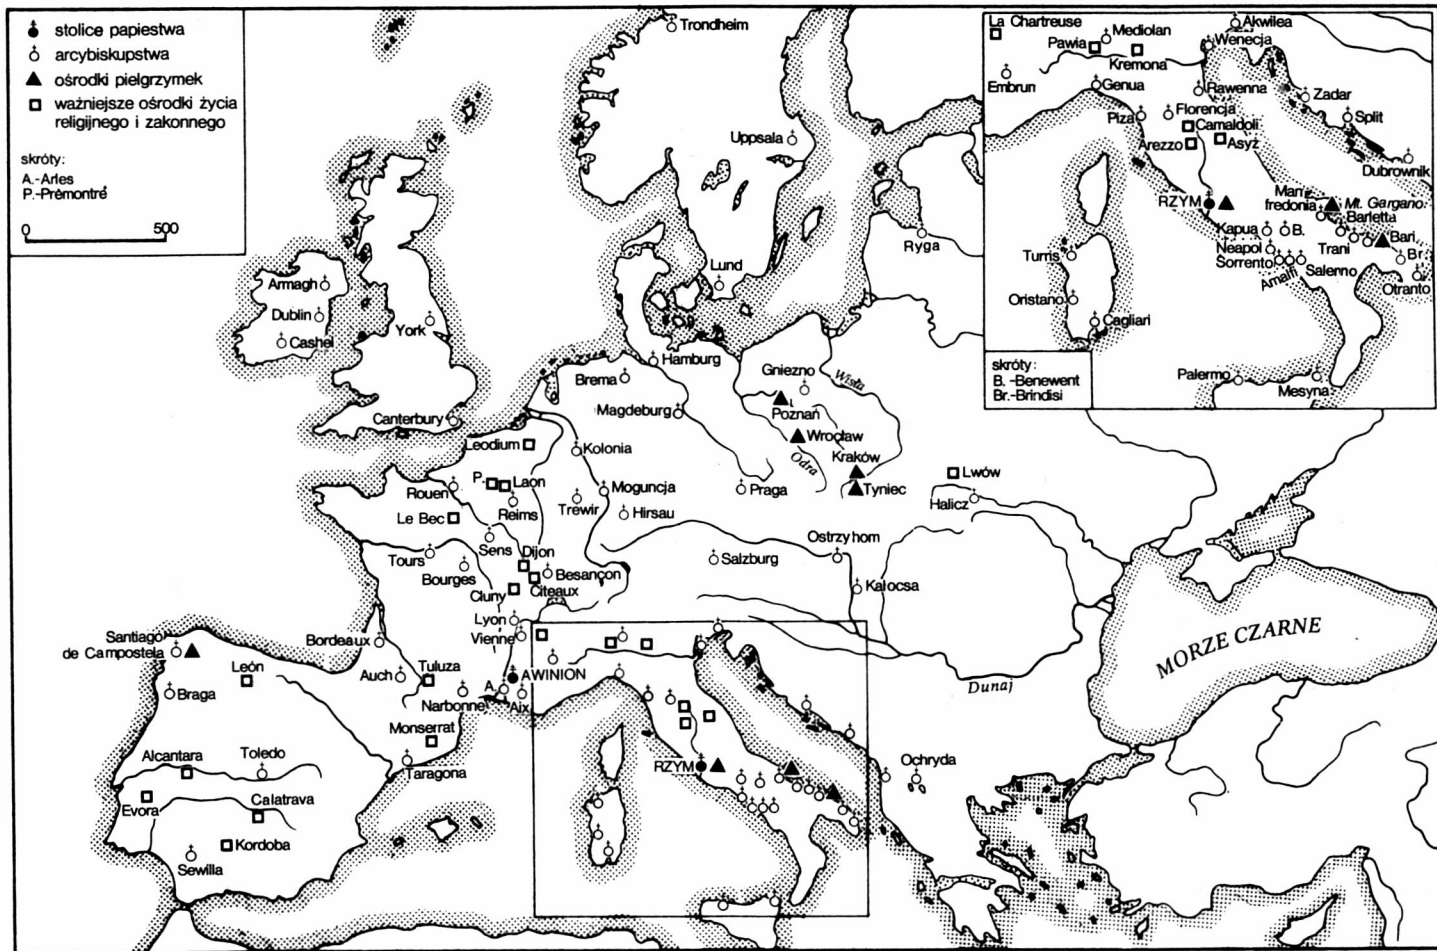 stolice papiestwa
arcybiskupstwa
ośrodki pielgrzymek
ważniejsze ośrodki życia
religijnego i zakonnego
skróty:
A.-Arles
P.-Prèmontré
0 500
Trondheim
Uppsala
Ryga
Lund
Armagh
Dublin
Cashel
York
Canterbury
Hamburg
Brema
Magdeburg
Gniezno
Wisła
Poznań
Wrocław
Odra
Kraków
Tyniec
Lwów
Halicz
Praga
Leodium
Kolonia
P.
Laon
Rouen
Reims
Moguncja
Trewir
Hirsau
Le Bec
Sens
Tours
Bourges
Dijon
Besançon
Cluny
Cîteaux
Salzburg
Ostrzyhom
Kalocsa
Lyon
Vienne
Bordeaux
Auch
Tuluza
AWINION
A.
Aix
Narbonne
Santiago
de Campostela
León
Braga
Monserrat
Taragona
Alcantara
Toledo
Evora
Calatrava
Kordoba
Sewilla
RZYM
Dunaj
Ochryda
MORZE CZARNE
La Chartreuse
Mediolan
Pawia
Kremona
Akwilea
Wenecja
Embrun
Genua
Rawenna
Zadar
Piza
Florencja
Split
Camaldoli
Arezzo
Asyż
Dubrownik
RZYM
Man-
fredonia
Mt. Gargano
Barletta
Kapua
B.
Trani
Bari
Neapol
Sorrento
Amalfi
Salerno
Br.
Otranto
Turris
Oristano
Cagliari
Palermo
Mesyna
skróty:
B. -Benewent
Br.-Brindisi